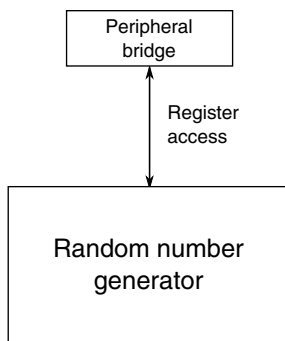 Peripheral
bridge
Register
access
Random number
generator